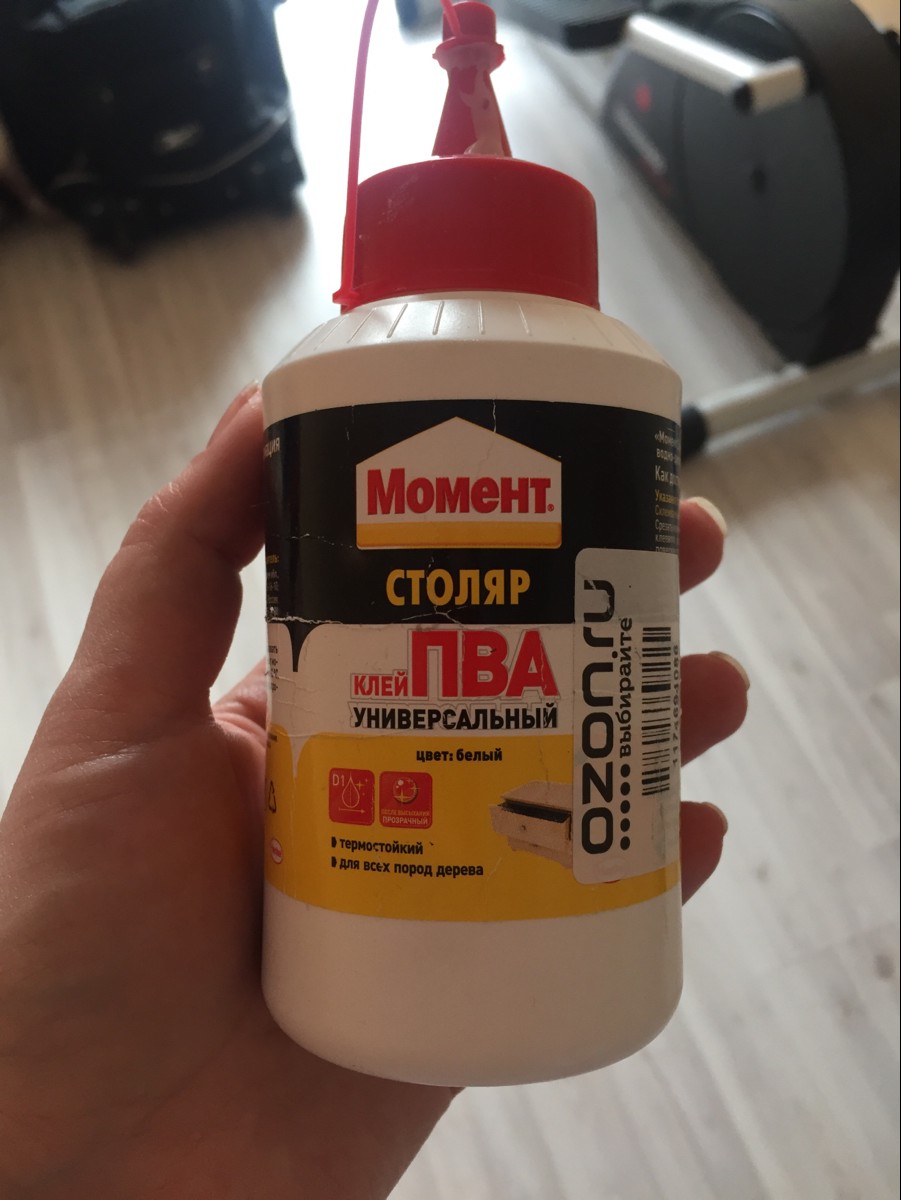 Момент
СТОЛЯР
КЛЕЙ ПВА
УНИВЕРСАЛЬНЫЙ
цвет: белый
D1
ПОСЛЕ ВЫСЫХАНИЯ
ПРОЗРАЧНЫЙ
термостойкий
для всех пород дерева
ozon.ru
выбирайте